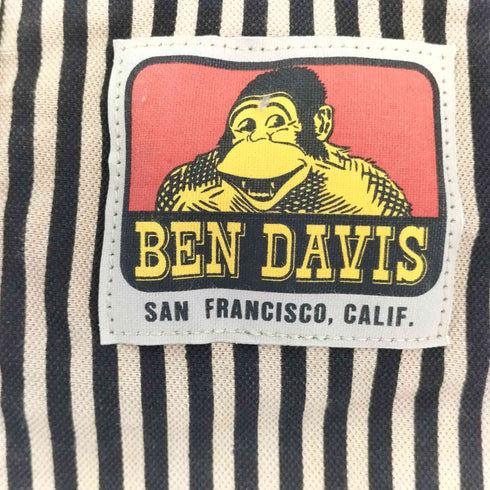 BEN DAVIS
SAN FRANCISCO, CALIF.